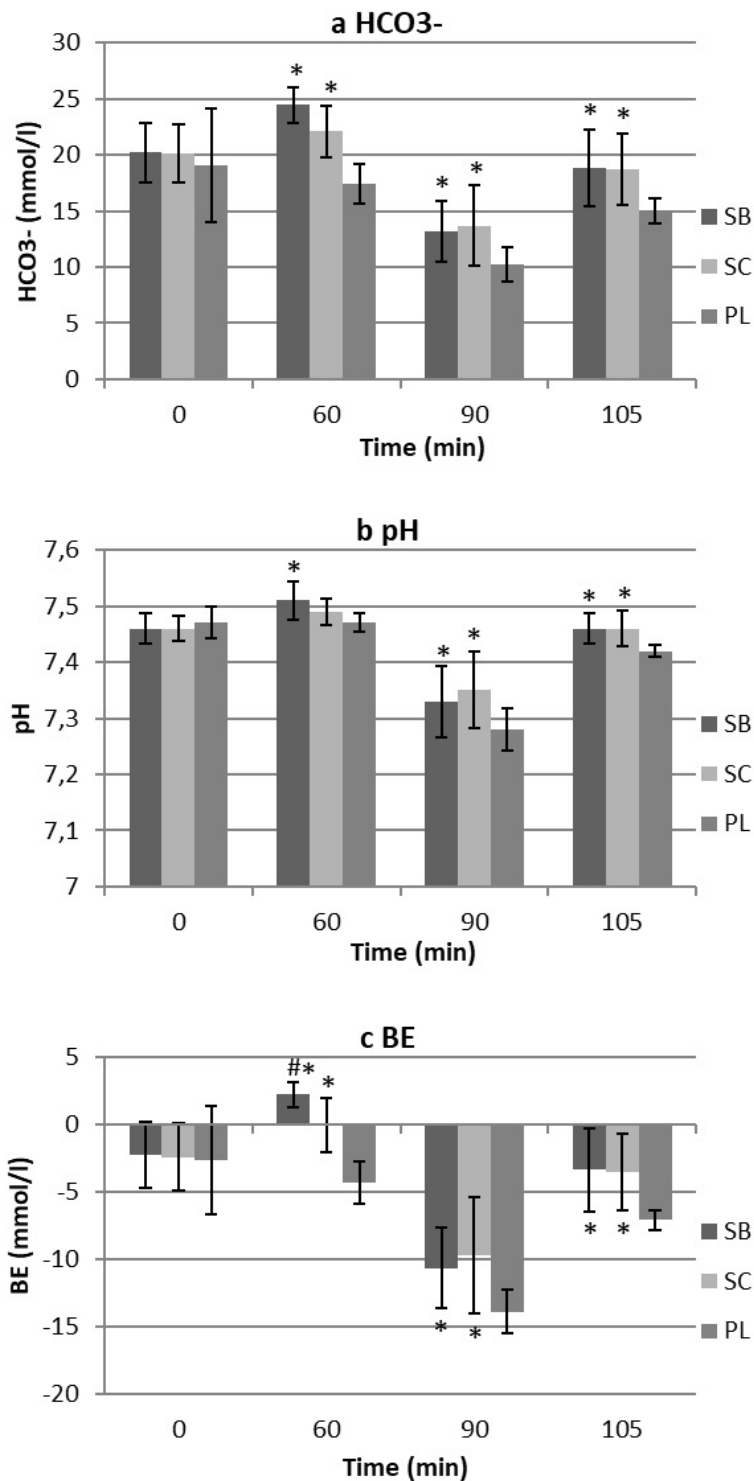 a HCO3-
30
* *
25
* *
20
* *
15
10
5
0
HCO3- (mmol/l)
SB
SC
PL
0 60 90 105
Time (min)
b pH
7,6
*
7,5
* *
* *
7,4
7,3
7,2
7,1
7
pH
SB
SC
PL
0 60 90 105
Time (min)
c BE
5
#* *
0
-5
* *
-10
-15
* *
-20
BE (mmol/l)
SB
SC
PL
0 60 90 105
Time (min)